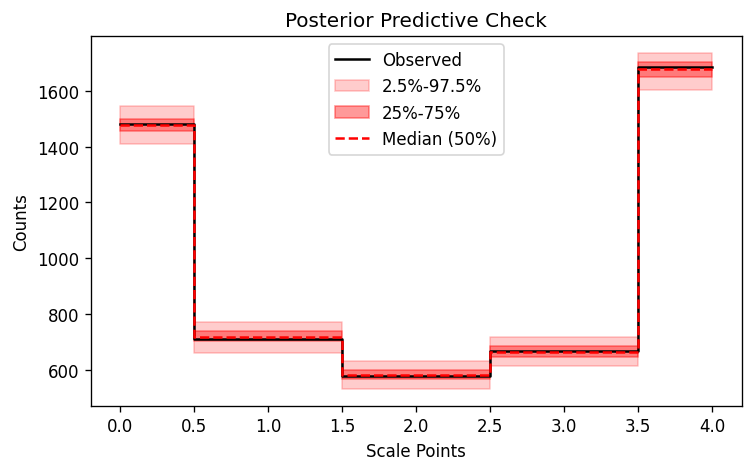 Posterior Predictive Check
Observed
2.5%-97.5%
25%-75%
Median (50%)
1600
1400
1200
1000
800
600
Counts
0.0 0.5 1.0 1.5 2.0 2.5 3.0 3.5 4.0
Scale Points